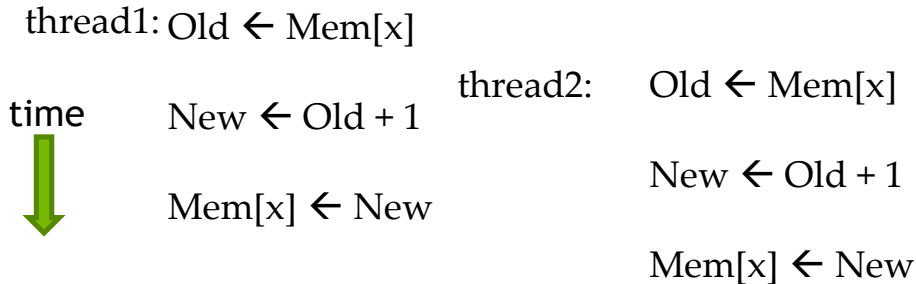 thread1: Old ← Mem[x]
thread2: Old ← Mem[x]
time New ← Old + 1
New ← Old + 1
Mem[x] ← New
Mem[x] ← New